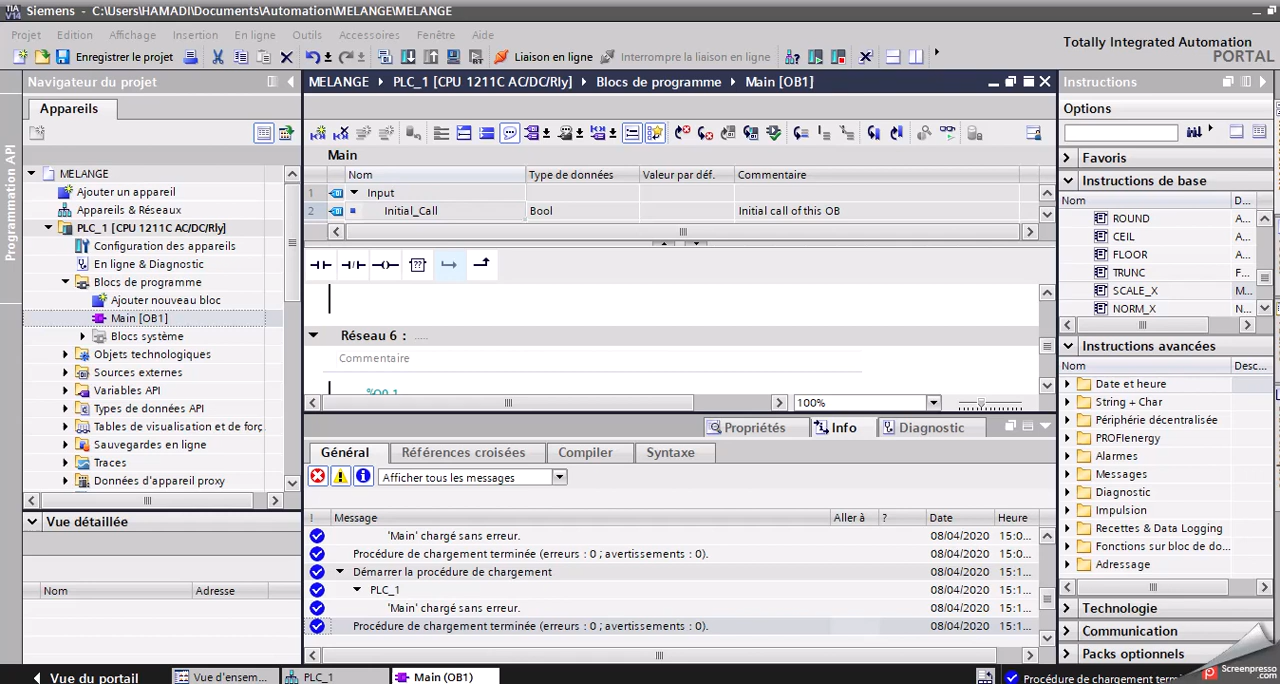 TIA V14 Siemens - C:\Users\HAMADI\Documents\Automation\MELANGE\MELANGE
Projet Edition Affichage Insertion En ligne Outils Accessoires Fenêtre Aide
Enregistrer le projet Liaison en ligne Interrompre la liaison en ligne
Totally Integrated Automation
PORTAL
Navigateur du projet
Appareils
Programmation API
MELANGE
Ajouter un appareil
Appareils & Réseaux
PLC_1 [CPU 1211C AC/DC/Rly]
Configuration des appareils
En ligne & Diagnostic
Blocs de programme
Ajouter nouveau bloc
Main [OB1]
Blocs système
Objets technologiques
Sources externes
Variables API
Types de données API
Tables de visualisation et de forç
Sauvegardes en ligne
Traces
Données d'appareil proxy
Vue détaillée
Nom Adresse
MELANGE PLC_1 [CPU 1211C AC/DC/Rly] Blocs de programme Main [OB1]
Main
Nom Type de données Valeur par déf. Commentaire
1 Input
2 Initial_Call Bool Initial call of this OB
??
Réseau 6 : .....
Commentaire
%Q0.1
100%
Propriétés Info Diagnostic
Général Références croisées Compiler Syntaxe
Afficher tous les messages
! Message Aller à ? Date Heure
'Main' chargé sans erreur. 08/04/2020 15:0...
Procédure de chargement terminée (erreurs : 0 ; avertissements : 0). 08/04/2020 15:0...
Démarrer la procédure de chargement 08/04/2020 15:1...
PLC_1 08/04/2020 15:1...
'Main' chargé sans erreur. 08/04/2020 15:1...
Procédure de chargement terminée (erreurs : 0 ; avertissements : 0). 08/04/2020 15:1...
Instructions
Options
Favoris
Instructions de base
Nom D...
ROUND A...
CEIL A...
FLOOR A...
TRUNC F...
SCALE_X M...
NORM_X N...
Instructions avancées
Nom Desc...
Date et heure
String + Char
Périphérie décentralisée
PROFIenergy
Alarmes
Messages
Diagnostic
Impulsion
Recettes & Data Logging
Fonctions sur bloc de do...
Adressage
Technologie
Communication
Packs optionnels
Vue du portail Vue d'ensem... PLC_1 Main (OB1) Procédure de chargement term
Screenpresso
.com